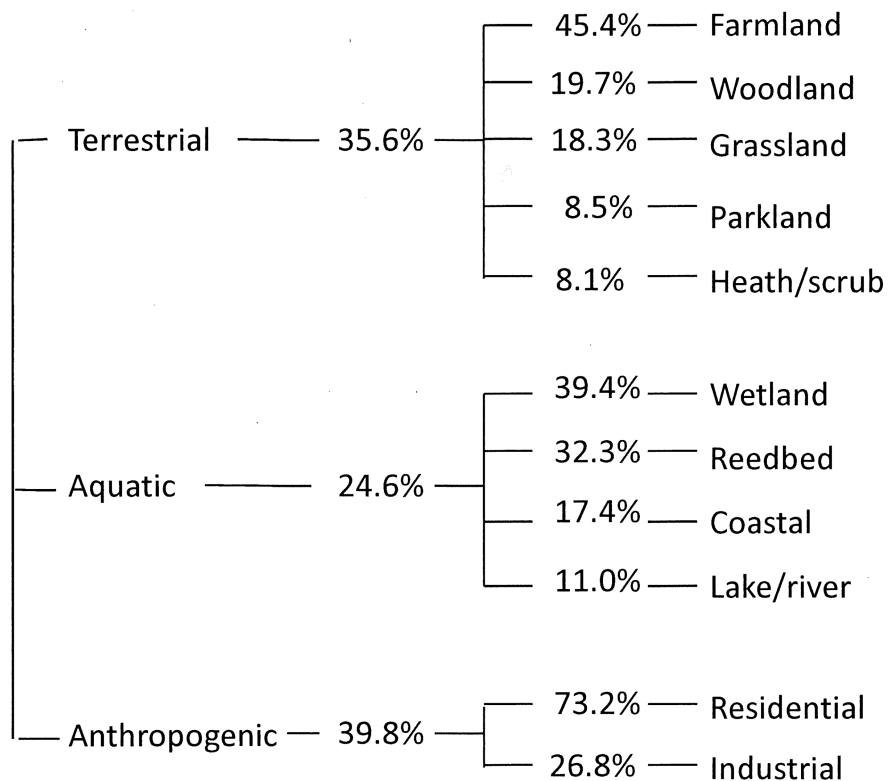 45.4% Farmland
19.7% Woodland
Terrestrial 35.6% 18.3% Grassland
8.5% Parkland
8.1% Heath/scrub
39.4% Wetland
32.3% Reedbed
Aquatic 24.6%
17.4% Coastal
11.0% Lake/river
73.2% Residential
Anthropogenic 39.8%
26.8% Industrial